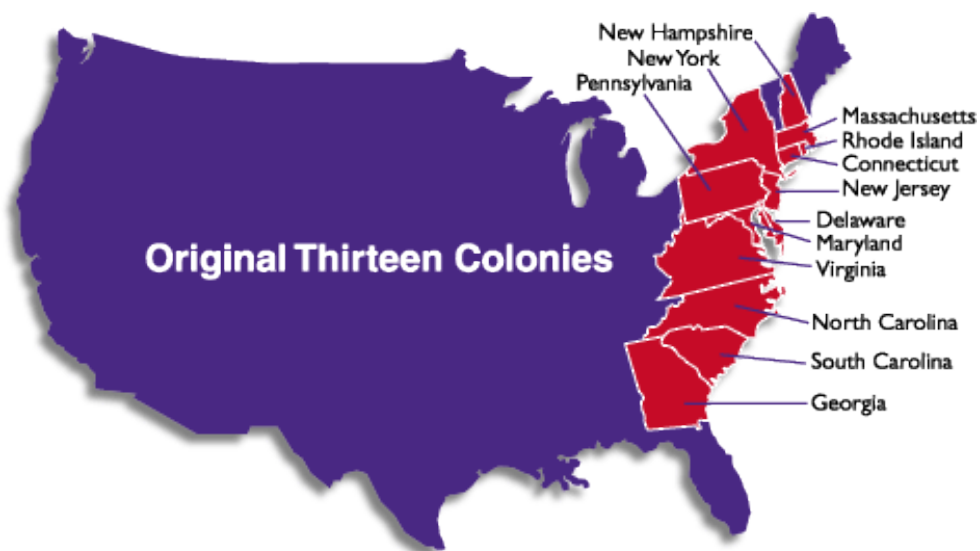 New Hampshire
New York
Pennsylvania
Massachusetts
Rhode Island
Connecticut
New Jersey
Delaware
Maryland
Original Thirteen Colonies
Virginia
North Carolina
South Carolina
Georgia